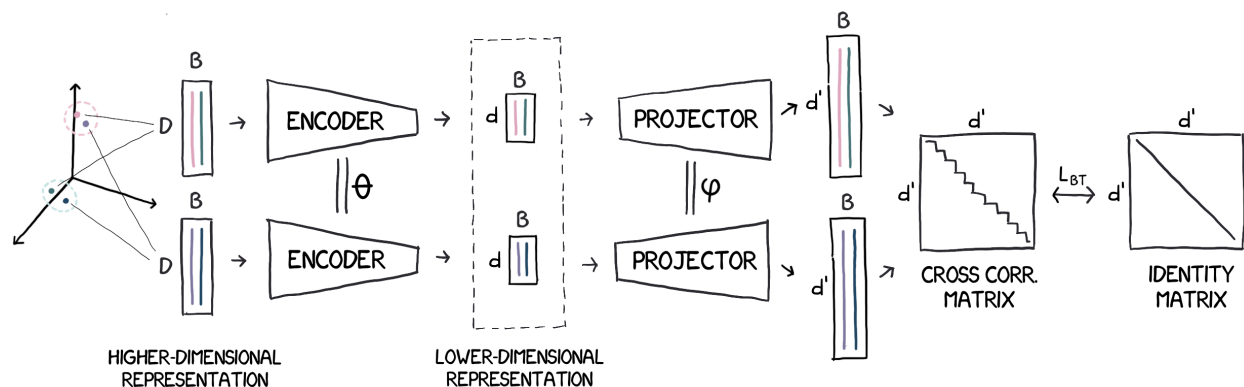 B
D
ENCODER
B
d
PROJECTOR
B
d'
θ
φ
B
D
ENCODER
B
d
PROJECTOR
B
d'
d'
d'
CROSS CORR.
MATRIX
L_BT
d'
d'
IDENTITY
MATRIX
HIGHER-DIMENSIONAL
REPRESENTATION
LOWER-DIMENSIONAL
REPRESENTATION